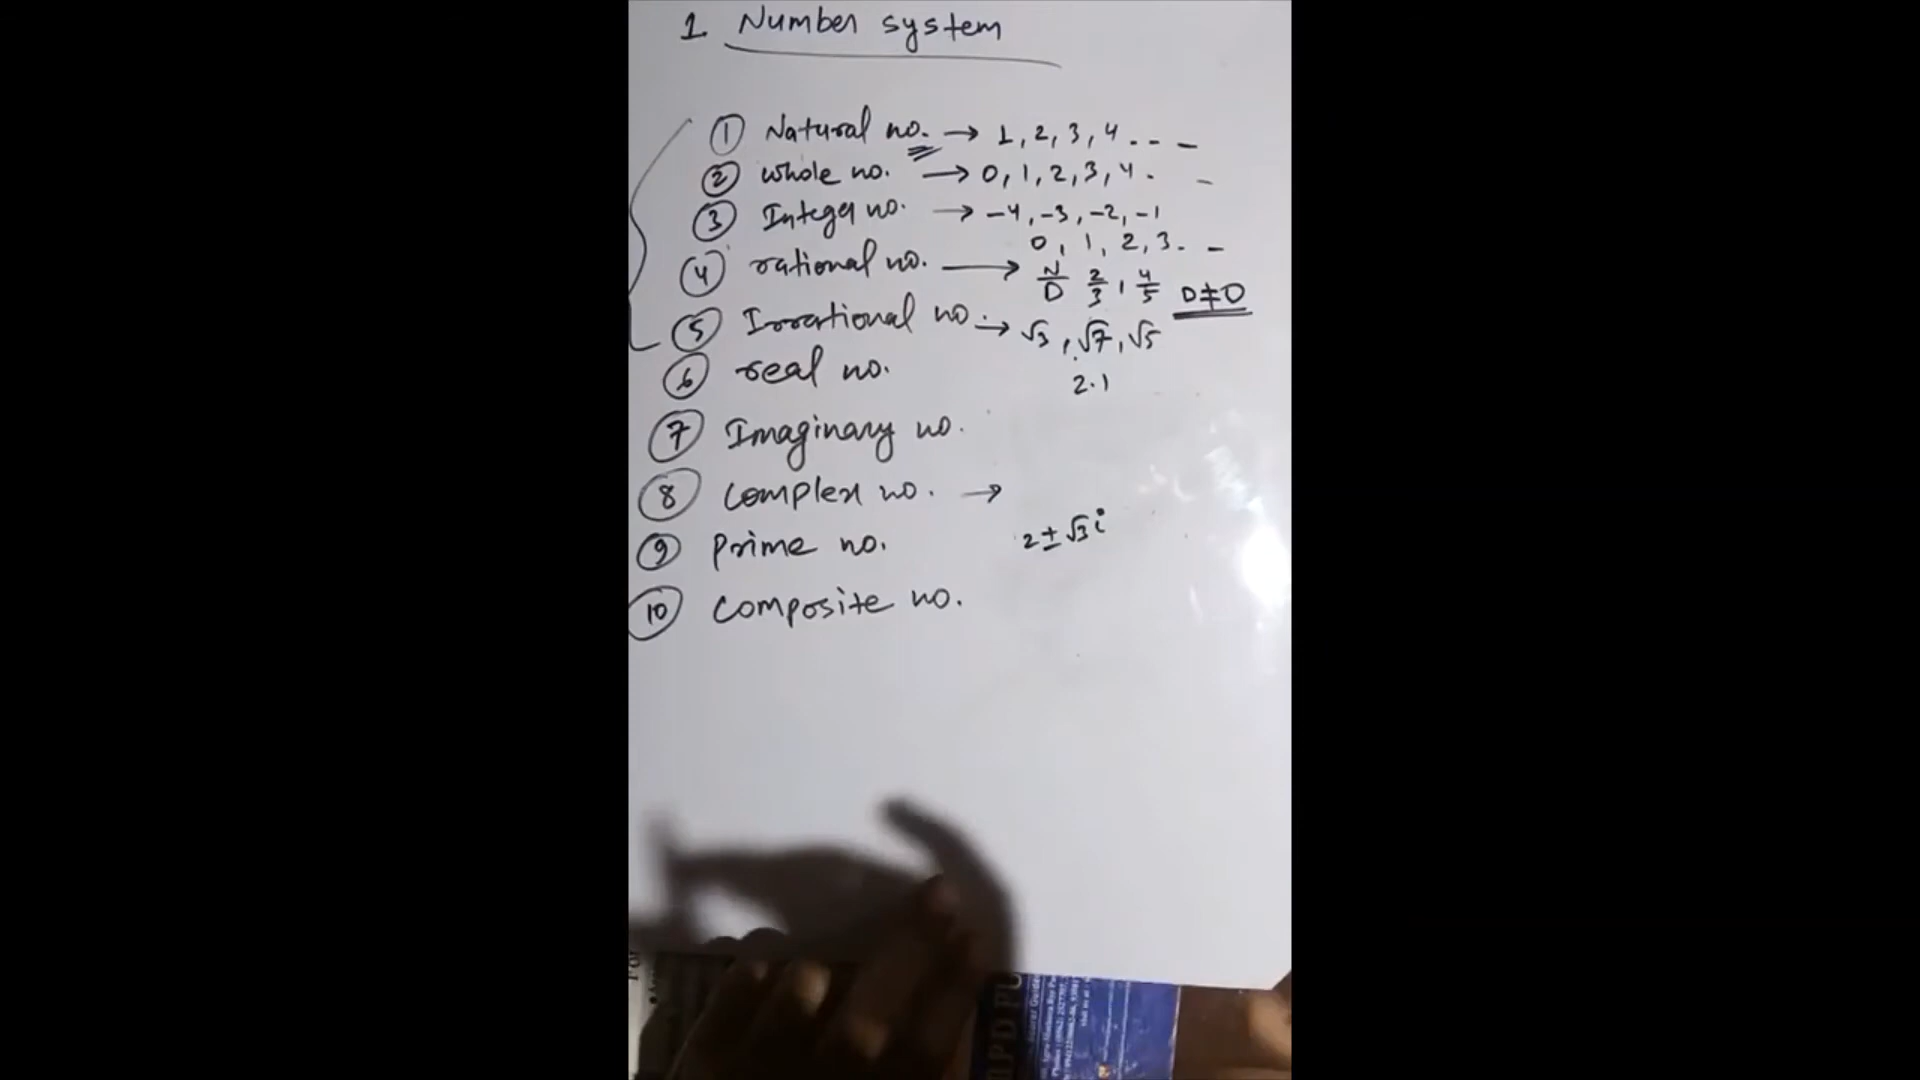 1 Number system
① Natural no. → 1, 2, 3, 4 . . -
② whole no. → 0, 1, 2, 3, 4 . -
③ Integer no. → -4, -3, -2, -1
0, 1, 2, 3 . -
④ rational no. → N/D 2/3, 4/5 D≠0
⑤ Irrational no. → √3, √7, √5
⑥ real no.
2.1
⑦ Imaginary no.
⑧ complex no. →
2 ± √3 i
⑨ Prime no.
⑩ composite no.
APD PU